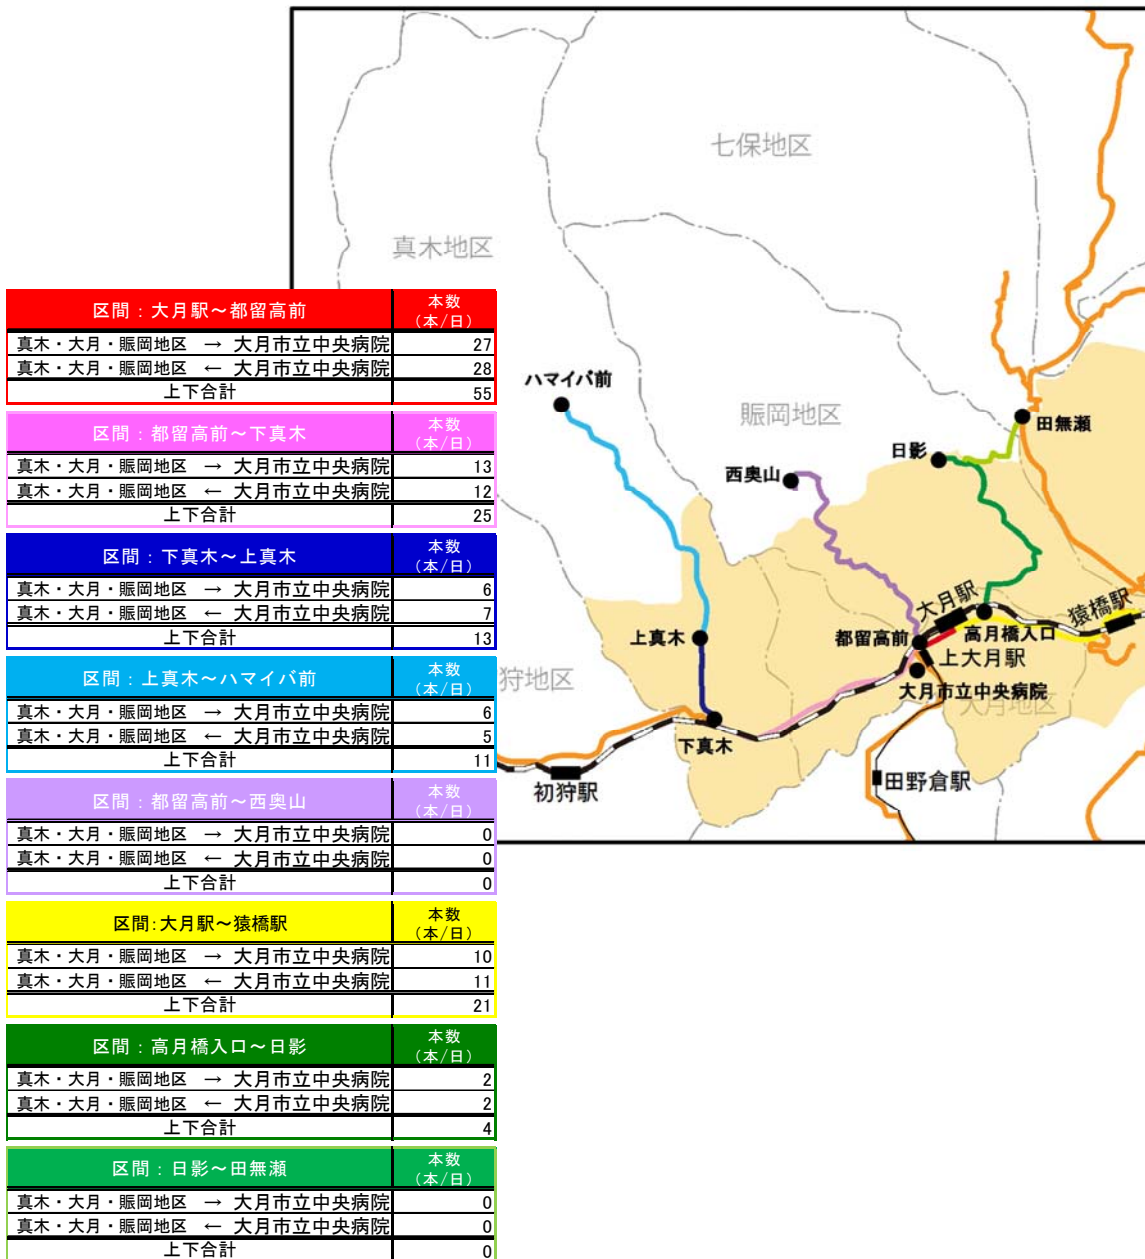 七保地区
真木地区
賑岡地区
狩地区
大月地区
ハマイバ前
西奥山
日影
田無瀬
上真木
下真木
都留高前
大月駅
高月橋入口
猿橋駅
上大月駅
大月市立中央病院
初狩駅
田野倉駅
区間：大月駅～都留高前 本数
（本/日）
真木・大月・賑岡地区 → 大月市立中央病院 27
真木・大月・賑岡地区 ← 大月市立中央病院 28
上下合計 55
区間：都留高前～下真木 本数
（本/日）
真木・大月・賑岡地区 → 大月市立中央病院 13
真木・大月・賑岡地区 ← 大月市立中央病院 12
上下合計 25
区間：下真木～上真木 本数
（本/日）
真木・大月・賑岡地区 → 大月市立中央病院 6
真木・大月・賑岡地区 ← 大月市立中央病院 7
上下合計 13
区間：上真木～ハマイバ前 本数
（本/日）
真木・大月・賑岡地区 → 大月市立中央病院 6
真木・大月・賑岡地区 ← 大月市立中央病院 5
上下合計 11
区間：都留高前～西奥山 本数
（本/日）
真木・大月・賑岡地区 → 大月市立中央病院 0
真木・大月・賑岡地区 ← 大月市立中央病院 0
上下合計 0
区間：大月駅～猿橋駅 本数
（本/日）
真木・大月・賑岡地区 → 大月市立中央病院 10
真木・大月・賑岡地区 ← 大月市立中央病院 11
上下合計 21
区間：高月橋入口～日影 本数
（本/日）
真木・大月・賑岡地区 → 大月市立中央病院 2
真木・大月・賑岡地区 ← 大月市立中央病院 2
上下合計 4
区間：日影～田無瀬 本数
（本/日）
真木・大月・賑岡地区 → 大月市立中央病院 0
真木・大月・賑岡地区 ← 大月市立中央病院 0
上下合計 0